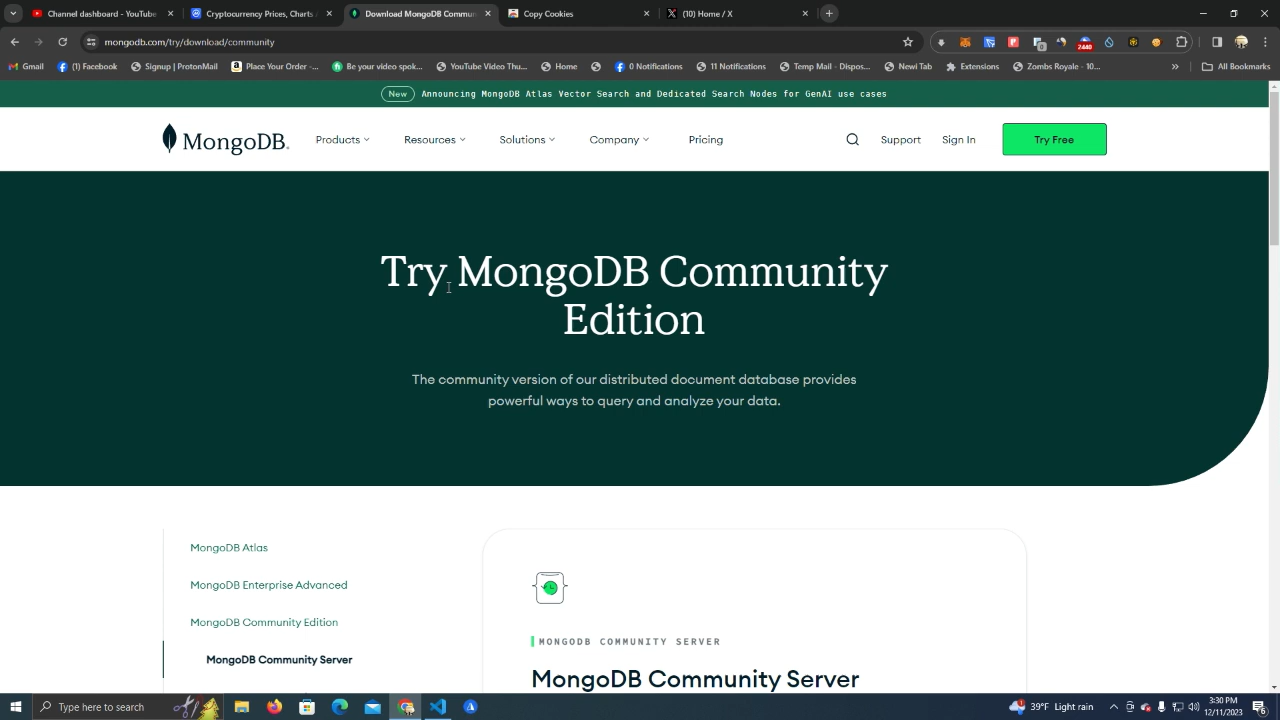 Channel dashboard - YouTube
Cryptocurrency Prices, Charts
Download MongoDB Commun
Copy Cookies
(10) Home / X
mongodb.com/try/download/community
2440
Gmail
(1) Facebook
Signup | ProtonMail
Place Your Order -...
Be your video spok...
YouTube Video Thu...
Home
0 Notifications
11 Notifications
Temp Mail - Dispos...
NewTab
Extensions
Zombs Royale - 10...
All Bookmarks
New
Announcing MongoDB Atlas Vector Search and Dedicated Search Nodes for GenAI use cases
MongoDB.
Products
Resources
Solutions
Company
Pricing
Support
Sign In
Try Free
Try MongoDB Community
Edition
The community version of our distributed document database provides
powerful ways to query and analyze your data.
MongoDB Atlas
MongoDB Enterprise Advanced
MongoDB Community Edition
MongoDB Community Server
MONGODB COMMUNITY SERVER
MongoDB Community Server
Type here to search
39°F Light rain
3:30 PM
12/11/2023